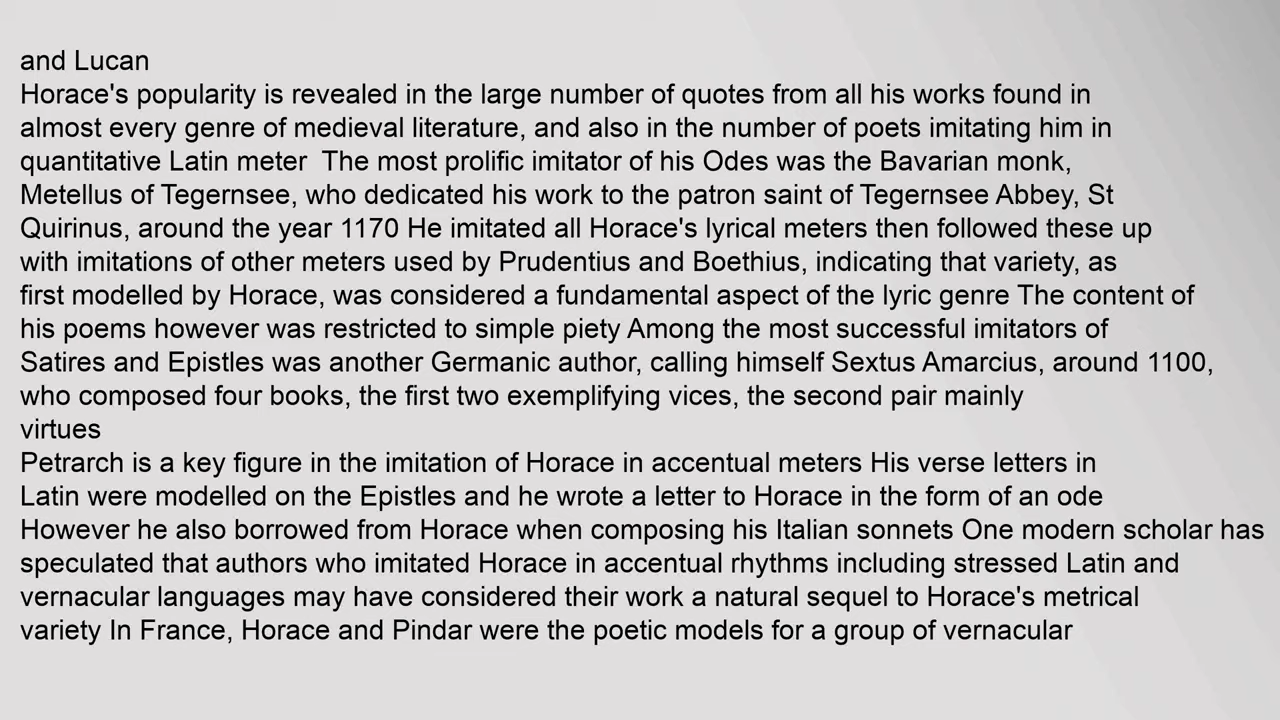 and Lucan
Horace's popularity is revealed in the large number of quotes from all his works found in
almost every genre of medieval literature, and also in the number of poets imitating him in
quantitative Latin meter  The most prolific imitator of his Odes was the Bavarian monk,
Metellus of Tegernsee, who dedicated his work to the patron saint of Tegernsee Abbey, St
Quirinus, around the year 1170 He imitated all Horace's lyrical meters then followed these up
with imitations of other meters used by Prudentius and Boethius, indicating that variety, as
first modelled by Horace, was considered a fundamental aspect of the lyric genre The content of
his poems however was restricted to simple piety Among the most successful imitators of
Satires and Epistles was another Germanic author, calling himself Sextus Amarcius, around 1100,
who composed four books, the first two exemplifying vices, the second pair mainly
virtues
Petrarch is a key figure in the imitation of Horace in accentual meters His verse letters in
Latin were modelled on the Epistles and he wrote a letter to Horace in the form of an ode
However he also borrowed from Horace when composing his Italian sonnets One modern scholar has
speculated that authors who imitated Horace in accentual rhythms including stressed Latin and
vernacular languages may have considered their work a natural sequel to Horace's metrical
variety In France, Horace and Pindar were the poetic models for a group of vernacular